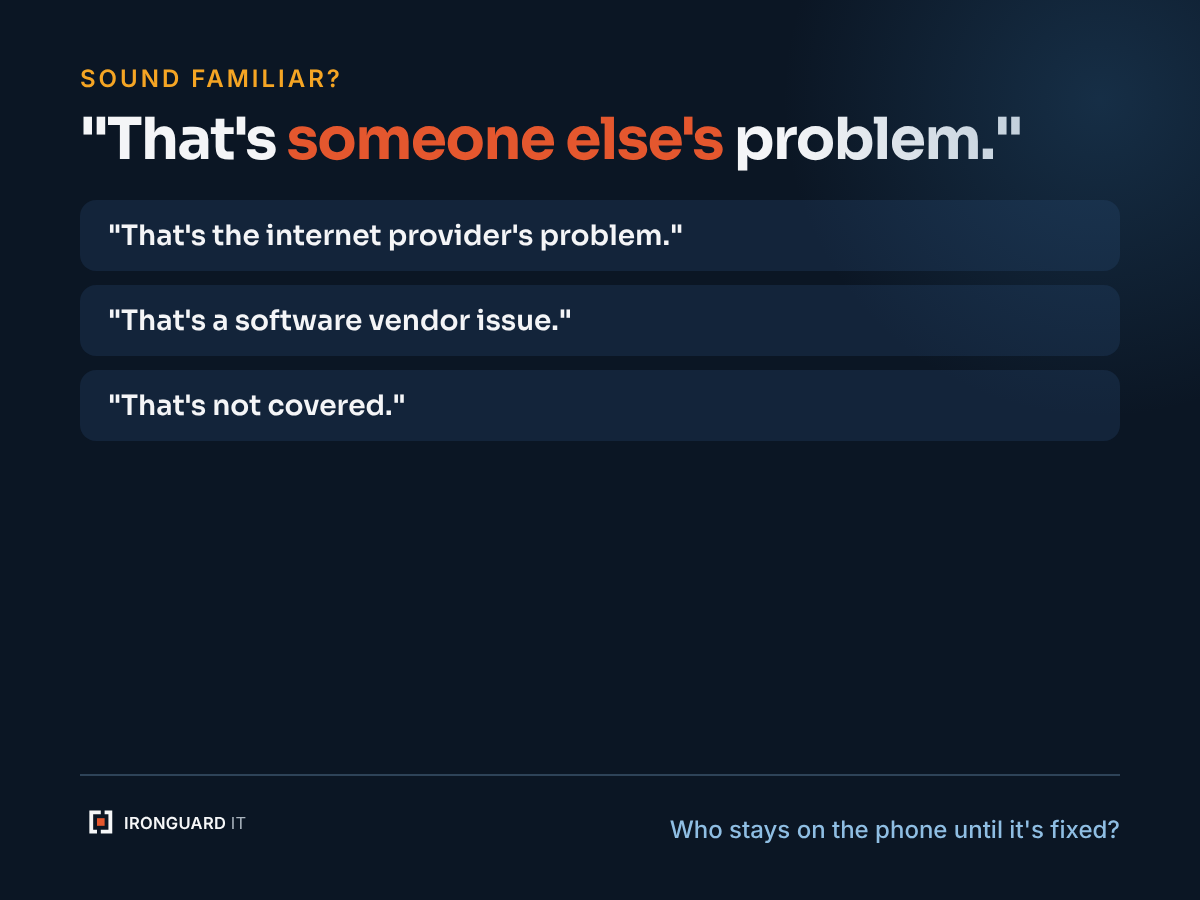 SOUND FAMILIAR?
"That's someone else's problem."
"That's the internet provider's problem."
"That's a software vendor issue."
"That's not covered."
IRONGUARD IT
Who stays on the phone until it's fixed?